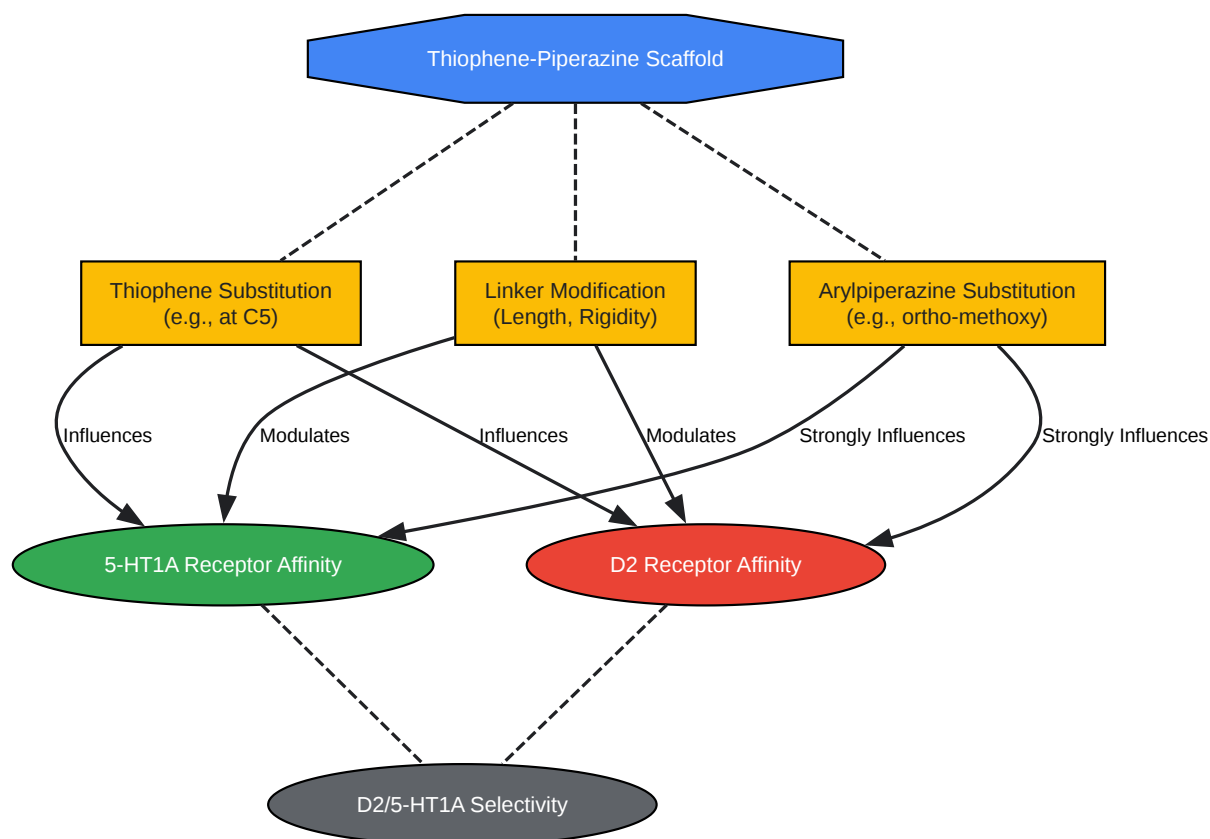 Thiophene-Piperazine Scaffold
Thiophene Substitution
(e.g., at C5)
Linker Modification
(Length, Rigidity)
Arylpiperazine Substitution
(e.g., ortho-methoxy)
Influences
Modulates
Influences
Modulates
Strongly Influences
Strongly Influences
5-HT1A Receptor Affinity
D2 Receptor Affinity
D2/5-HT1A Selectivity